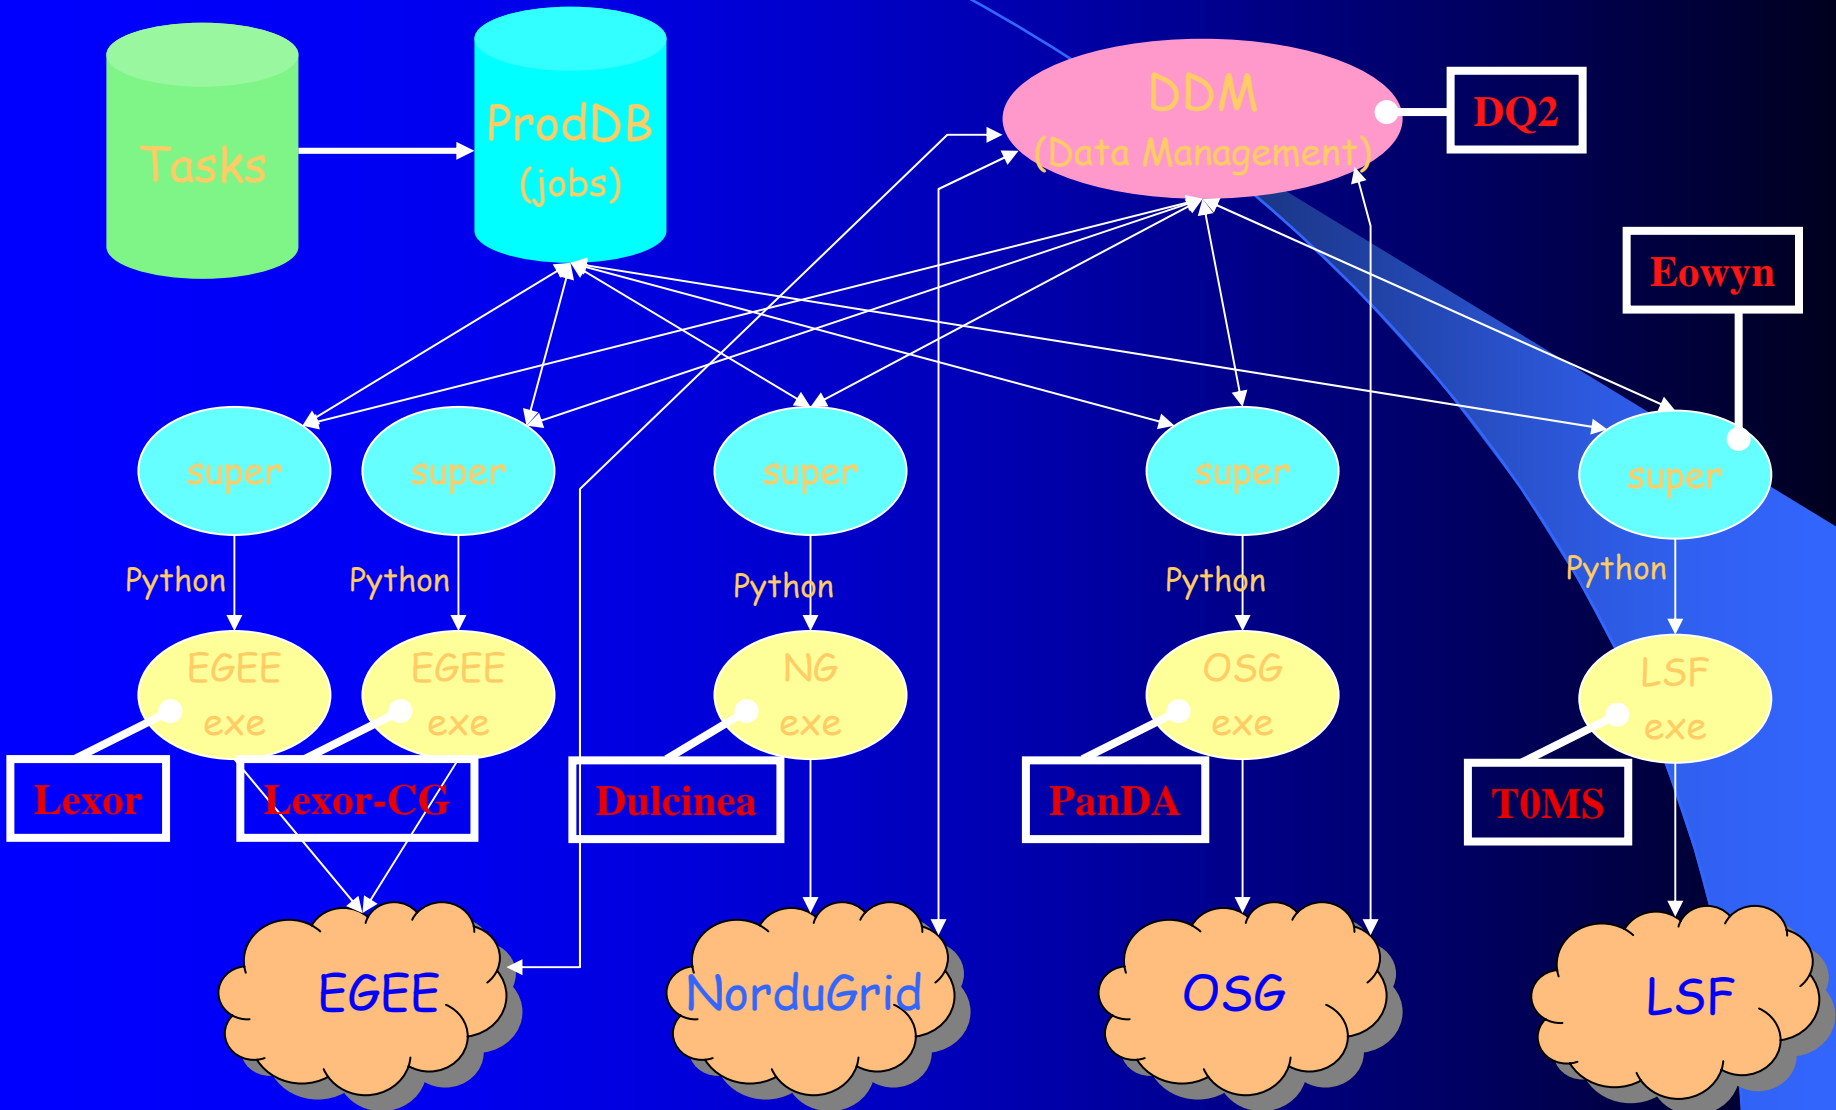 Tasks
ProdDB
(jobs)
DDM
(Data Management)
DQ2
Eowyn
super
super
super
super
super
Python
Python
Python
Python
Python
EGEE
exe
EGEE
exe
NG
exe
OSG
exe
LSF
exe
Lexor
Lexor-CG
Dulcinea
PanDA
T0MS
EGEE
NorduGrid
OSG
LSF